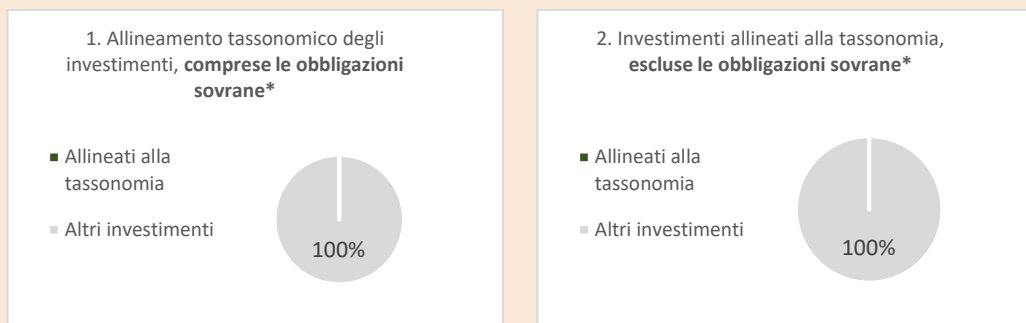 1. Allineamento tassonomico degli
investimenti, comprese le obbligazioni
sovrane*
Allineati alla
tassonomia
Altri investimenti
100%
2. Investimenti allineati alla tassonomia,
escluse le obbligazioni sovrane*
Allineati alla
tassonomia
Altri investimenti
100%